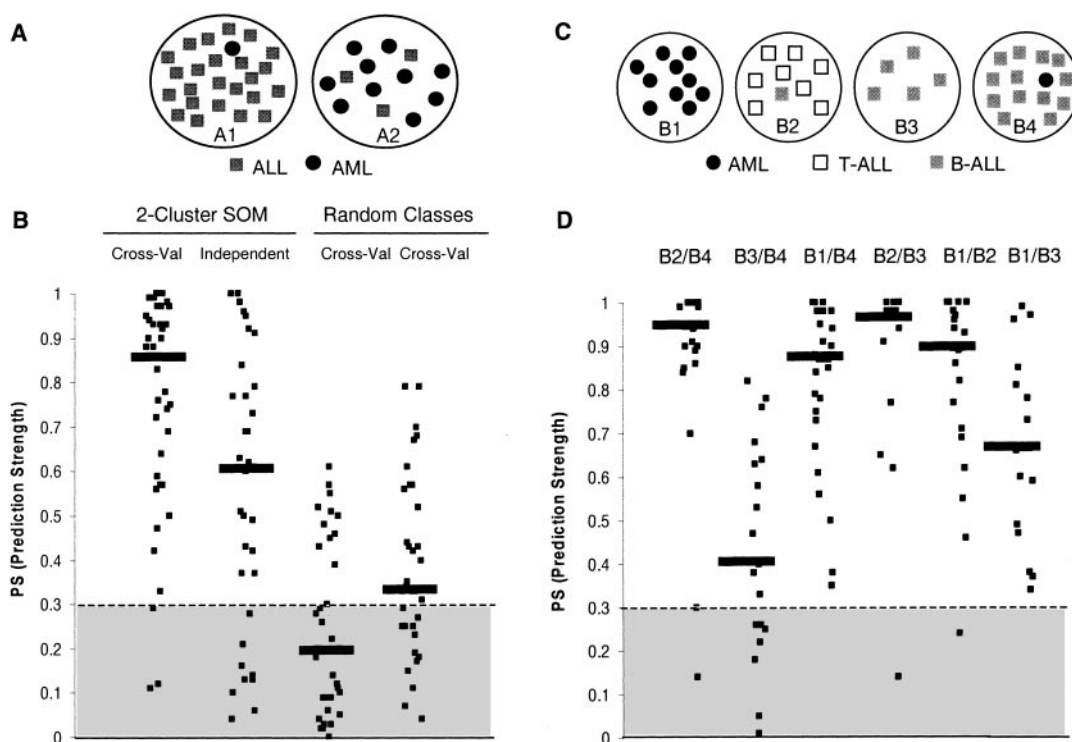 A
A1
A2
ALL
AML
B
2-Cluster SOM
Random Classes
Cross-Val
Independent
Cross-Val
Cross-Val
PS (Prediction Strength)
1
0.9
0.8
0.7
0.6
0.5
0.4
0.3
0.2
0.1
0
C
B1
B2
B3
B4
AML
T-ALL
B-ALL
D
B2/B4
B3/B4
B1/B4
B2/B3
B1/B2
B1/B3
PS (Prediction Strength)
1
0.9
0.8
0.7
0.6
0.5
0.4
0.3
0.2
0.1
0